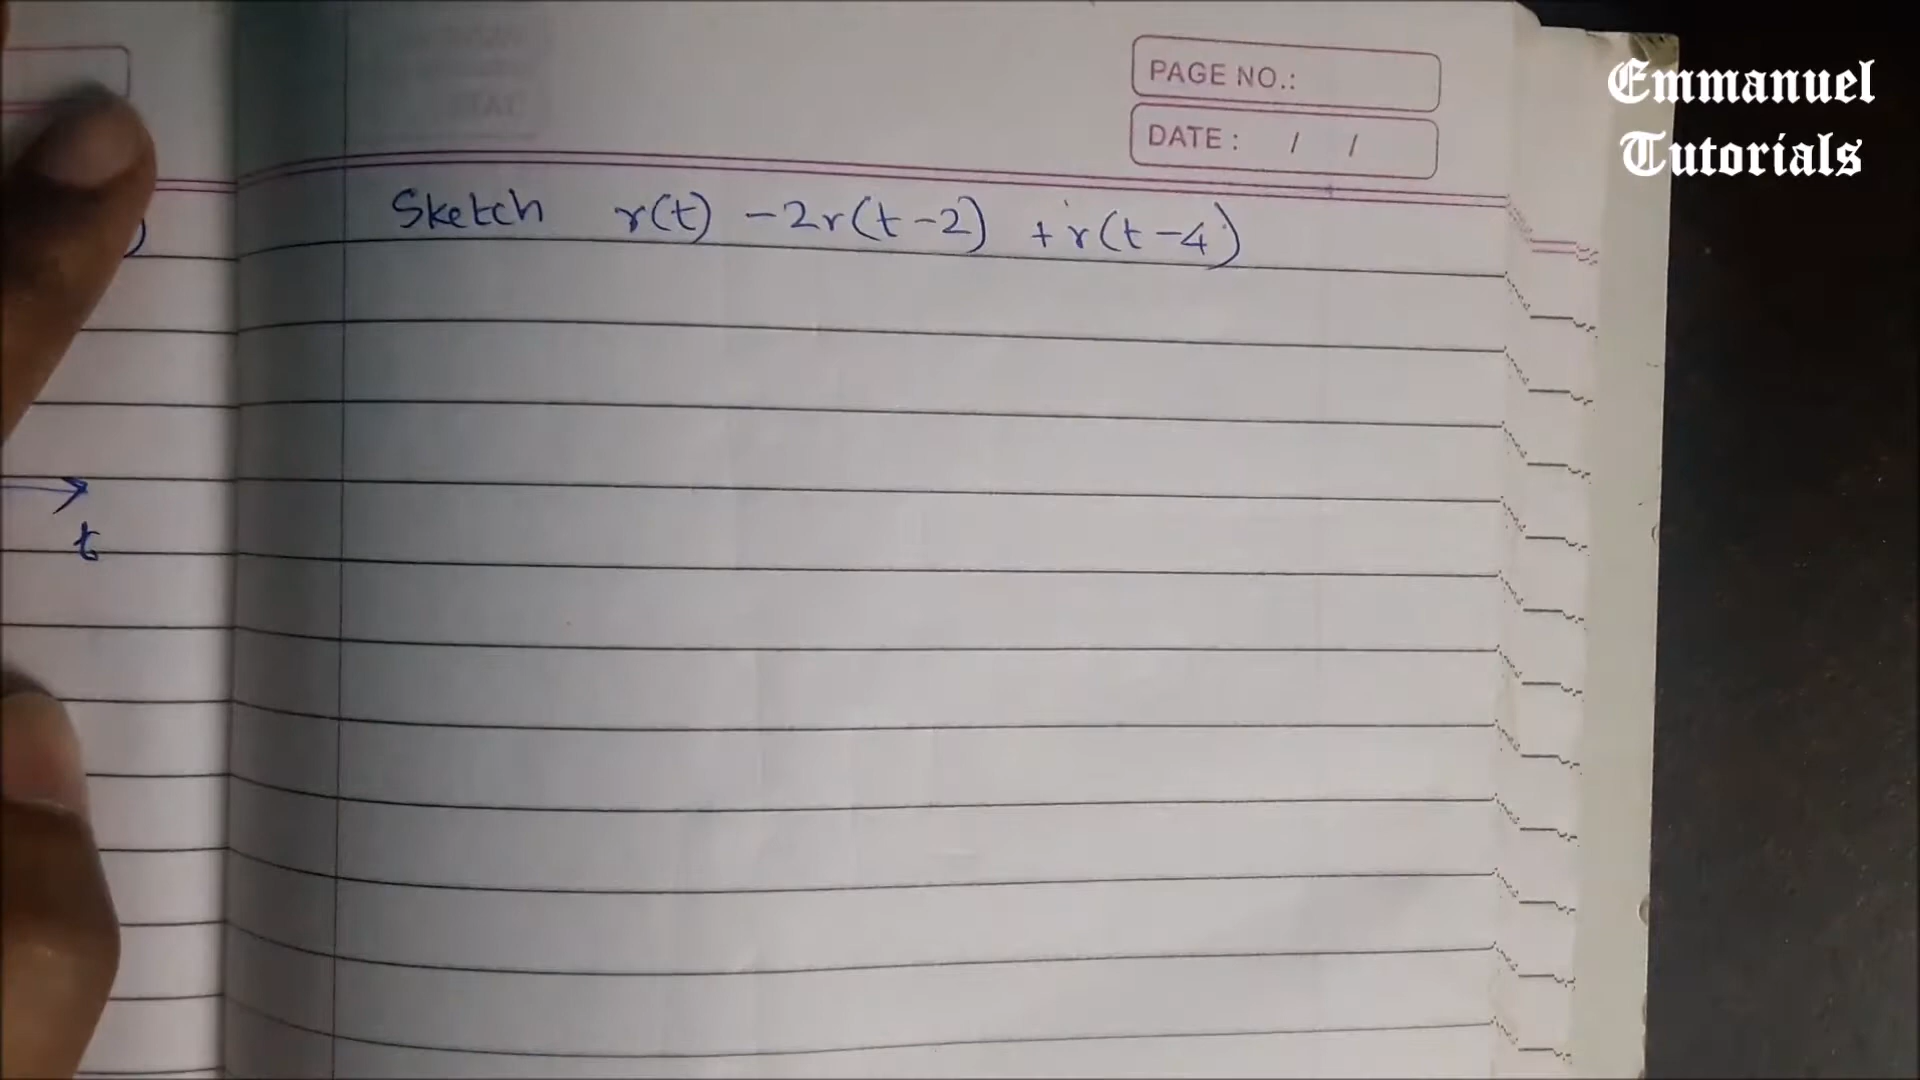 PAGE NO.:
DATE : / /
Emmanuel
Tutorials
Sketch r(t) -2r(t-2) +r(t-4)
)
t